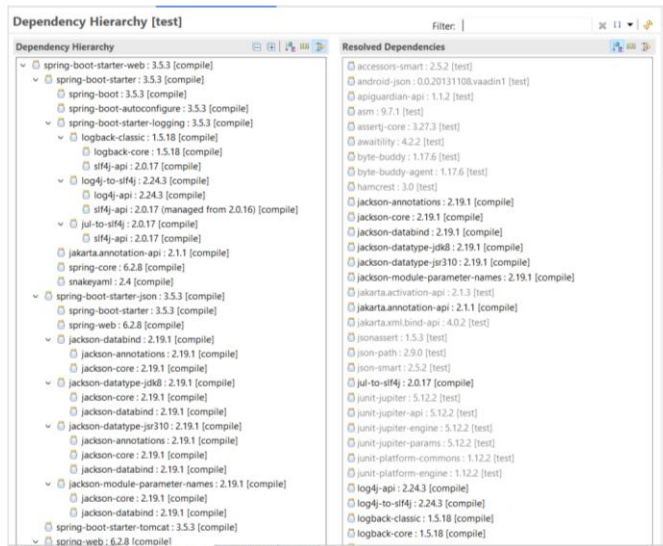 Dependency Hierarchy [test]
Filter:
Dependency Hierarchy
spring-boot-starter-web : 3.5.3 [compile]
spring-boot-starter : 3.5.3 [compile]
spring-boot : 3.5.3 [compile]
spring-boot-autoconfigure : 3.5.3 [compile]
spring-boot-starter-logging : 3.5.3 [compile]
logback-classic : 1.5.18 [compile]
logback-core : 1.5.18 [compile]
slf4j-api : 2.0.17 [compile]
log4j-to-slf4j : 2.24.3 [compile]
log4j-api : 2.24.3 [compile]
slf4j-api : 2.0.17 (managed from 2.0.16) [compile]
jul-to-slf4j : 2.0.17 [compile]
slf4j-api : 2.0.17 [compile]
jakarta.annotation-api : 2.1.1 [compile]
spring-core : 6.2.8 [compile]
snakeyaml : 2.4 [compile]
spring-boot-starter-json : 3.5.3 [compile]
spring-boot-starter : 3.5.3 [compile]
spring-web : 6.2.8 [compile]
jackson-databind : 2.19.1 [compile]
jackson-annotations : 2.19.1 [compile]
jackson-core : 2.19.1 [compile]
jackson-datatype-jdk8 : 2.19.1 [compile]
jackson-core : 2.19.1 [compile]
jackson-databind : 2.19.1 [compile]
jackson-datatype-jsr310 : 2.19.1 [compile]
jackson-annotations : 2.19.1 [compile]
jackson-core : 2.19.1 [compile]
jackson-databind : 2.19.1 [compile]
jackson-module-parameter-names : 2.19.1 [compile]
jackson-core : 2.19.1 [compile]
jackson-databind : 2.19.1 [compile]
spring-boot-starter-tomcat : 3.5.3 [compile]
spring-web : 6.2.8 [compile]
Resolved Dependencies
accessors-smart : 2.5.2 [test]
android-json : 0.0.20131108.vaadin1 [test]
apiguardian-api : 1.1.2 [test]
asm : 9.7.1 [test]
assertj-core : 3.27.3 [test]
awaitility : 4.2.2 [test]
byte-buddy : 1.17.6 [test]
byte-buddy-agent : 1.17.6 [test]
hamcrest : 3.0 [test]
jackson-annotations : 2.19.1 [compile]
jackson-core : 2.19.1 [compile]
jackson-databind : 2.19.1 [compile]
jackson-datatype-jdk8 : 2.19.1 [compile]
jackson-datatype-jsr310 : 2.19.1 [compile]
jackson-module-parameter-names : 2.19.1 [compile]
jakarta.activation-api : 2.1.3 [test]
jakarta.annotation-api : 2.1.1 [compile]
jakarta.xml.bind-api : 4.0.2 [test]
jsonassert : 1.5.3 [test]
json-path : 2.9.0 [test]
json-smart : 2.5.2 [test]
jul-to-slf4j : 2.0.17 [compile]
junit-jupiter : 5.12.2 [test]
junit-jupiter-api : 5.12.2 [test]
junit-jupiter-engine : 5.12.2 [test]
junit-jupiter-params : 5.12.2 [test]
junit-platform-commons : 1.12.2 [test]
junit-platform-engine : 1.12.2 [test]
log4j-api : 2.24.3 [compile]
log4j-to-slf4j : 2.24.3 [compile]
logback-classic : 1.5.18 [compile]
logback-core : 1.5.18 [compile]